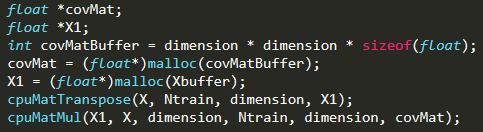 float *covMat;
float *X1;
int covMatBuffer = dimension * dimension * sizeof(float);
covMat = (float*)malloc(covMatBuffer);
X1 = (float*)malloc(Xbuffer);
cpuMatTranspose(X, Ntrain, dimension, X1);
cpuMatMul(X1, X, dimension, Ntrain, dimension, covMat);